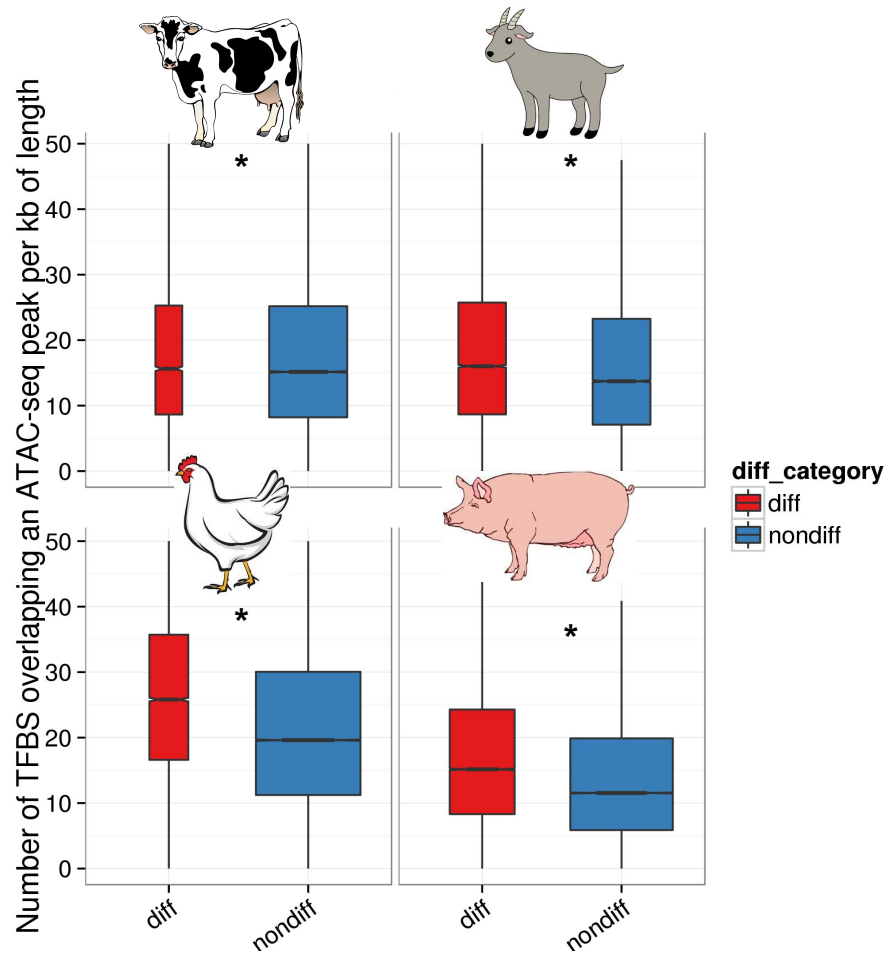 Number of TFBS overlapping an ATAC-seq peak per kb of length
50
40
30
20
10
0
*
*
50
40
30
20
10
0
*
*
diff
nondiff
diff
nondiff
diff_category
diff
nondiff